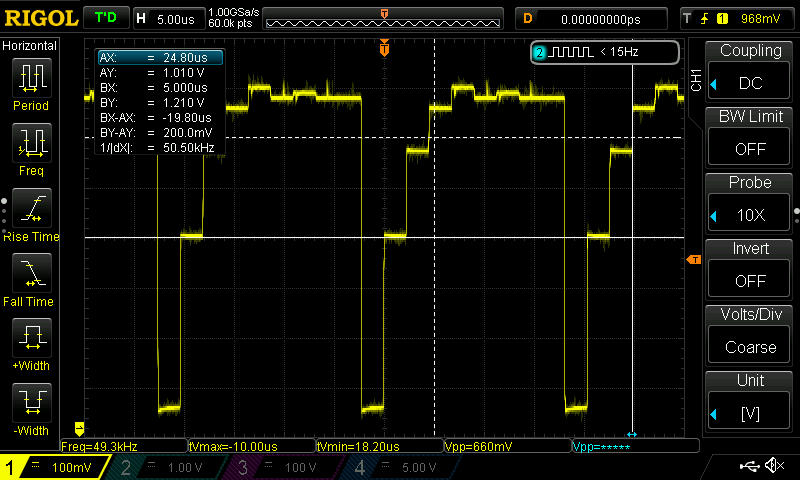 RIGOL T'D H 5.00us 1.00GSa/s 60.0k pts T D 0.00000000ps T 1 968mV
Horizontal
Period
Freq
Rise Time
Fall Time
+Width
-Width
AX: = 24.80us
AY: = 1.010 V
BX: = 5.000us
BY: = 1.210 V
BX-AX: = -19.80us
BY-AY: = 200.0mV
1/|dX|: = 50.50kHz
T
2 < 15Hz
T
CH1
Coupling
DC
BW Limit
OFF
Probe
10X
Invert
OFF
Volts/Div
Coarse
Unit
[V]
Freq=49.3kHz tVmax=-10.00us tVmin=18.20us Vpp=660mV Vpp=*****
1 = 100mV 2 = 1.00 V 3 = 100 V 4 = 5.00 V